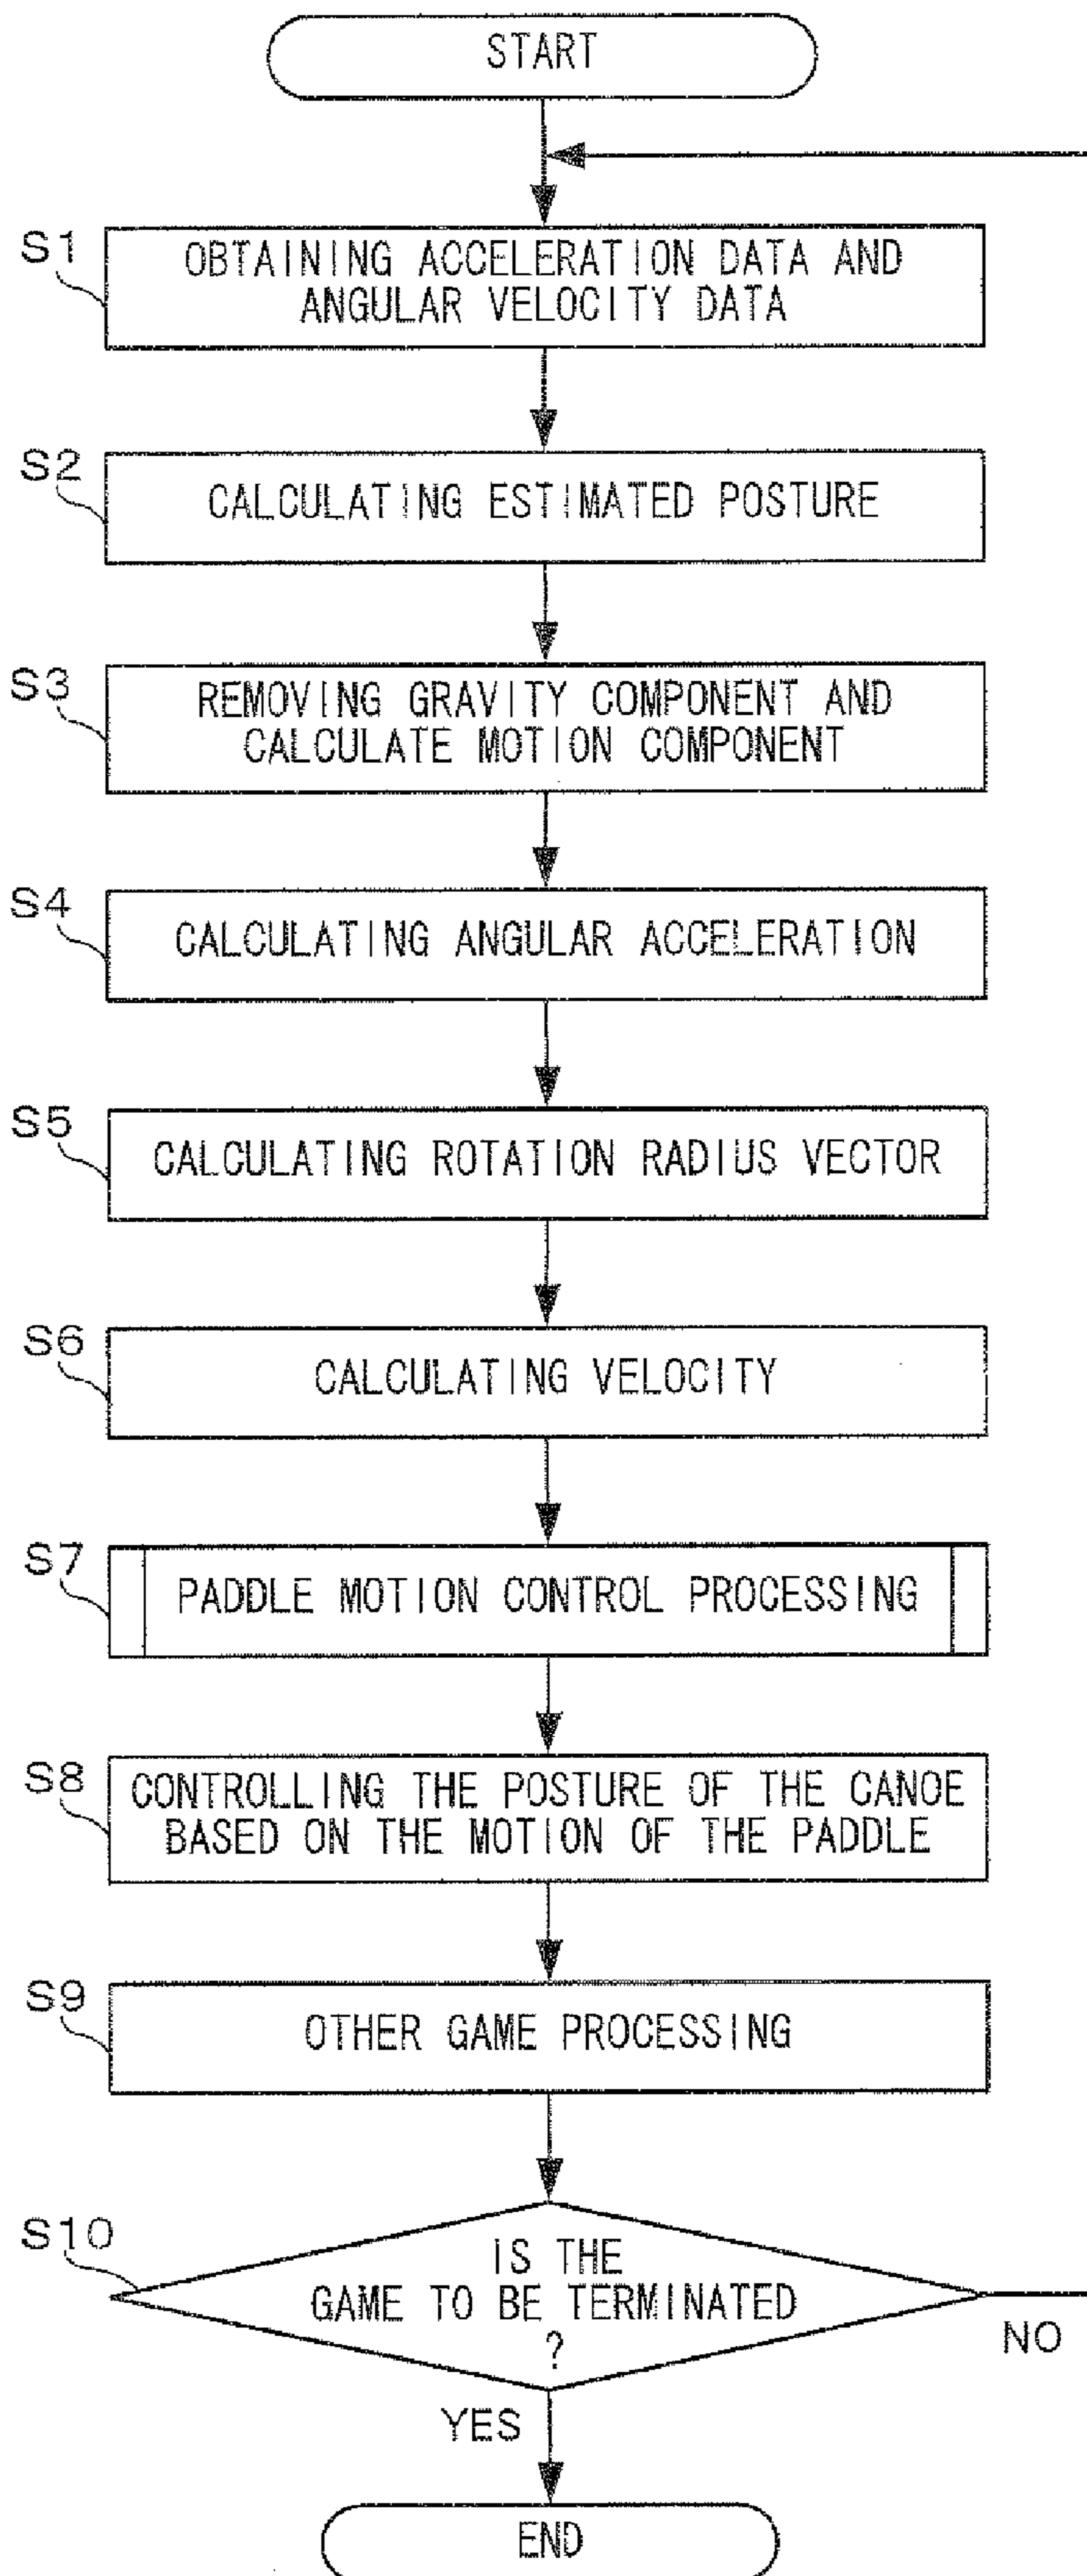 START
S1
OBTAINING ACCELERATION DATA AND
ANGULAR VELOCITY DATA
S2
CALCULATING ESTIMATED POSTURE
S3
REMOVING GRAVITY COMPONENT AND
CALCULATE MOTION COMPONENT
S4
CALCULATING ANGULAR ACCELERATION
S5
CALCULATING ROTATION RADIUS VECTOR
S6
CALCULATING VELOCITY
S7
PADDLE MOTION CONTROL PROCESSING
S8
CONTROLLING THE POSTURE OF THE CANOE
BASED ON THE MOTION OF THE PADDLE
S9
OTHER GAME PROCESSING
S10
IS THE
GAME TO BE TERMINATED
?
NO
YES
END